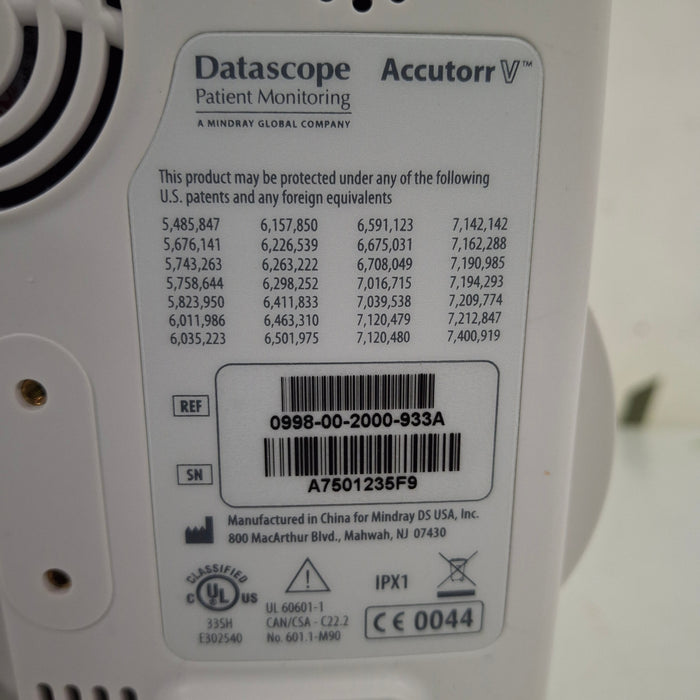 Datascope Accutorr V™
Patient Monitoring
A MINDRAY GLOBAL COMPANY
This product may be protected under any of the following
U.S. patents and any foreign equivalents
5,485,847 6,157,850 6,591,123 7,142,142
5,676,141 6,226,539 6,675,031 7,162,288
5,743,263 6,263,222 6,708,049 7,190,985
5,758,644 6,298,252 7,016,715 7,194,293
5,823,950 6,411,833 7,039,538 7,209,774
6,011,986 6,463,310 7,120,479 7,212,847
6,035,223 6,501,975 7,120,480 7,400,919
REF 0998-00-2000-933A
SN A7501235F9
Manufactured in China for Mindray DS USA, Inc.
800 MacArthur Blvd., Mahwah, NJ 07430
CLASSIFIED
C UL US
33SH
E302540
UL 60601-1
CAN/CSA - C22.2
No. 601.1-M90
IPX1
CE 0044